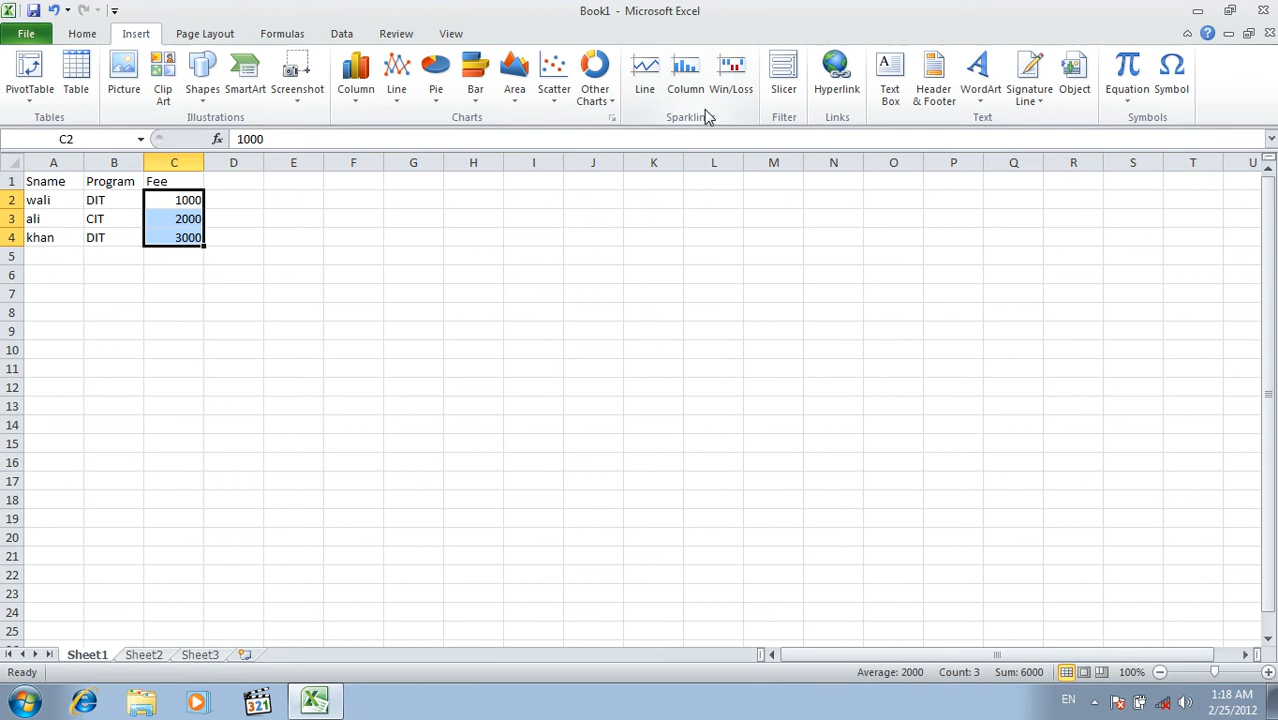 Book1 - Microsoft Excel
File Home Insert Page Layout Formulas Data Review View
PivotTable Table Picture Clip Art Shapes SmartArt Screenshot Column Line Pie Bar Area Scatter Other Charts Line Column Win/Loss Slicer Hyperlink Text Box Header & Footer WordArt Signature Line Object Equation Symbol
Tables Illustrations Charts Filter Links Text Symbols
C2 fx 1000
A B C D E F G H I J K L M N O P Q R S T U
1 Sname Program Fee
2 wali DIT 1000
3 ali CIT 2000
4 khan DIT 3000
5
6
7
8
9
10
11
12
13
14
15
16
17
18
19
20
21
22
23
24
25
Sheet1 Sheet2 Sheet3
Ready Average: 2000 Count: 3 Sum: 6000 100%
321 EN 1:18 AM
2/25/2012